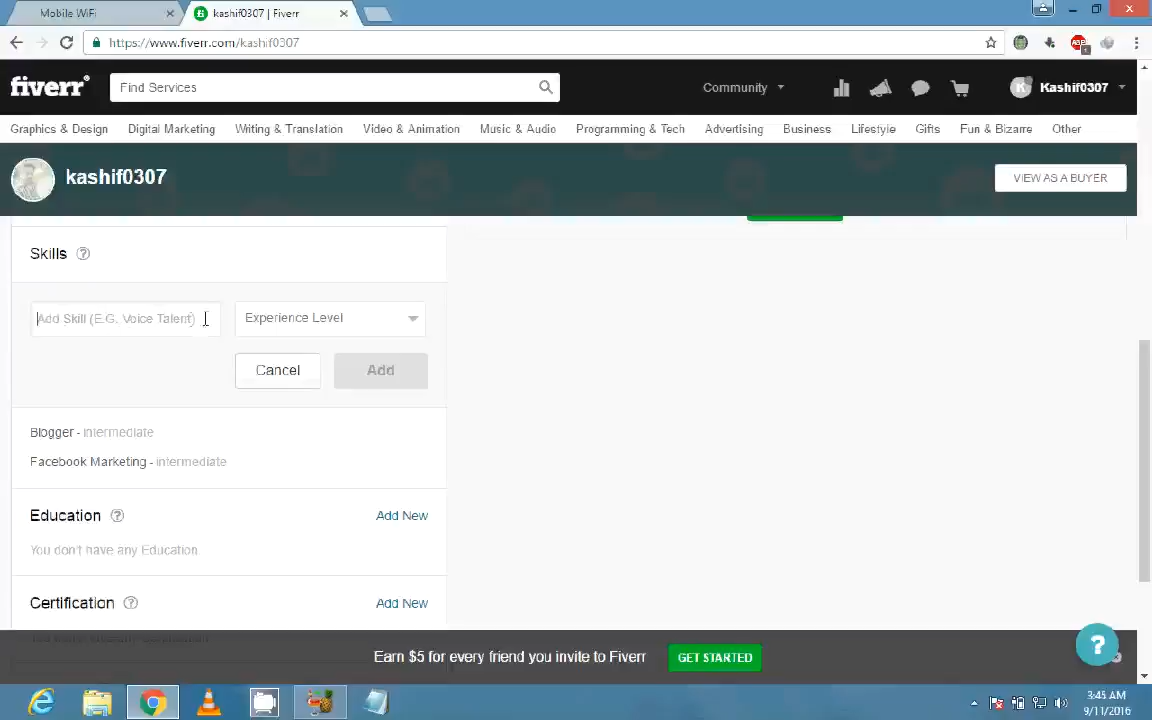 Mobile WiFi
kashif0307 | Fiverr
https://www.fiverr.com/kashif0307
fiverr®
Find Services
Community
Kashif0307
Graphics & Design Digital Marketing Writing & Translation Video & Animation Music & Audio Programming & Tech Advertising Business Lifestyle Gifts Fun & Bizarre Other
kashif0307
VIEW AS A BUYER
Skills ?
Add Skill (E.G. Voice Talent)
Experience Level
Cancel
Add
Blogger - intermediate
Facebook Marketing - intermediate
Education ?
Add New
You don't have any Education
Certification ?
Add New
Earn $5 for every friend you invite to Fiverr
GET STARTED
?
3:45 AM
9/11/2016